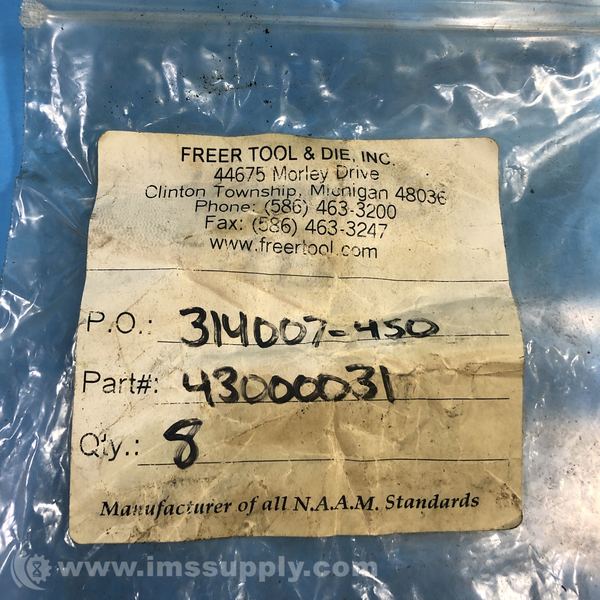 FREER TOOL & DIE, INC.
44675 Morley Drive
Clinton Township, Michigan 48036
Phone: (586) 463-3200
Fax: (586) 463-3247
www.freertool.com
P.O.: 314007-450
Part#: 43000031
Qty.: 8
Manufacturer of all N.A.A.M. Standards
www.imssupply.com